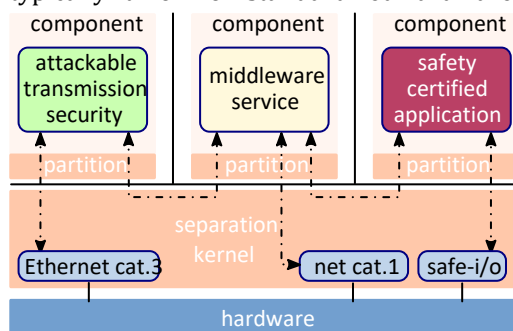 component component component
attackable
transmission
security
middleware
service
safety
certified
application
partition partition partition
separation
kernel
Ethernet cat.3 net cat.1 safe-i/o
hardware